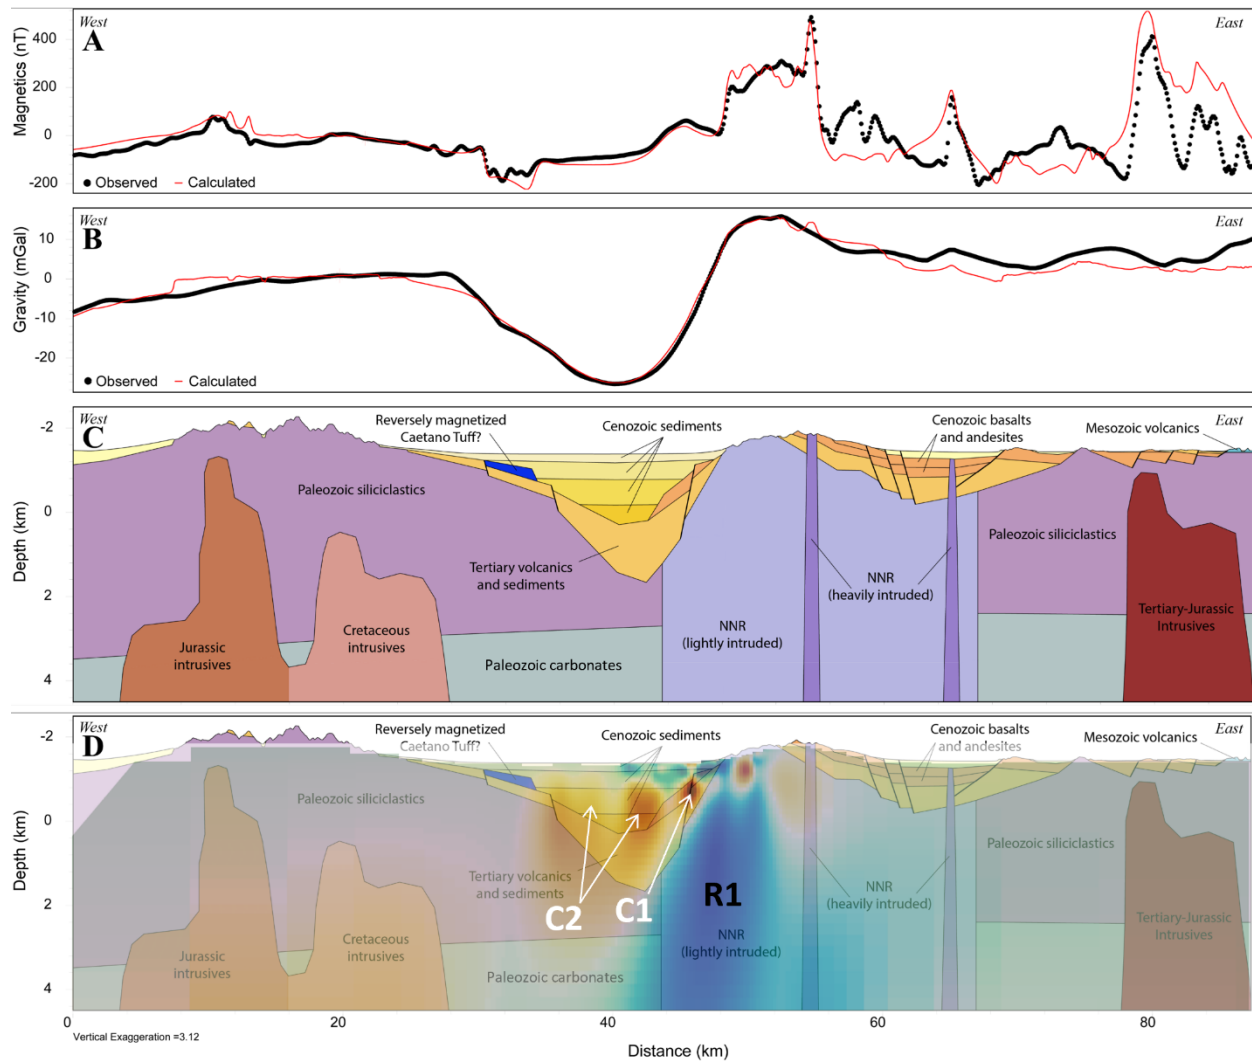 West
East
A
Magnetics (nT)
400
200
0
-200
Observed
Calculated
West
East
B
Gravity (mGal)
10
0
-10
-20
Observed
Calculated
West
East
C
Depth (km)
-2
0
2
4
Reversely magnetized
Caetano Tuff?
Cenozoic sediments
Cenozoic basalts
and andesites
Mesozoic volcanics
Paleozoic siliciclastics
Paleozoic siliciclastics
Tertiary volcanics
and sediments
NNR
(heavily intruded)
NNR
(lightly intruded)
Jurassic
intrusives
Cretaceous
intrusives
Paleozoic carbonates
Tertiary-Jurassic
Intrusives
West
East
D
Depth (km)
-2
0
2
4
Reversely magnetized
Caetano Tuff?
Cenozoic sediments
Cenozoic basalts
and andesites
Mesozoic volcanics
Paleozoic siliciclastics
Paleozoic siliciclastics
Tertiary volcanics
and sediments
C2
C1
R1
NNR
(heavily intruded)
NNR
(lightly intruded)
Jurassic
intrusives
Cretaceous
intrusives
Paleozoic carbonates
Tertiary-Jurassic
Intrusives
0
20
40
60
80
Vertical Exaggeration =3.12
Distance (km)